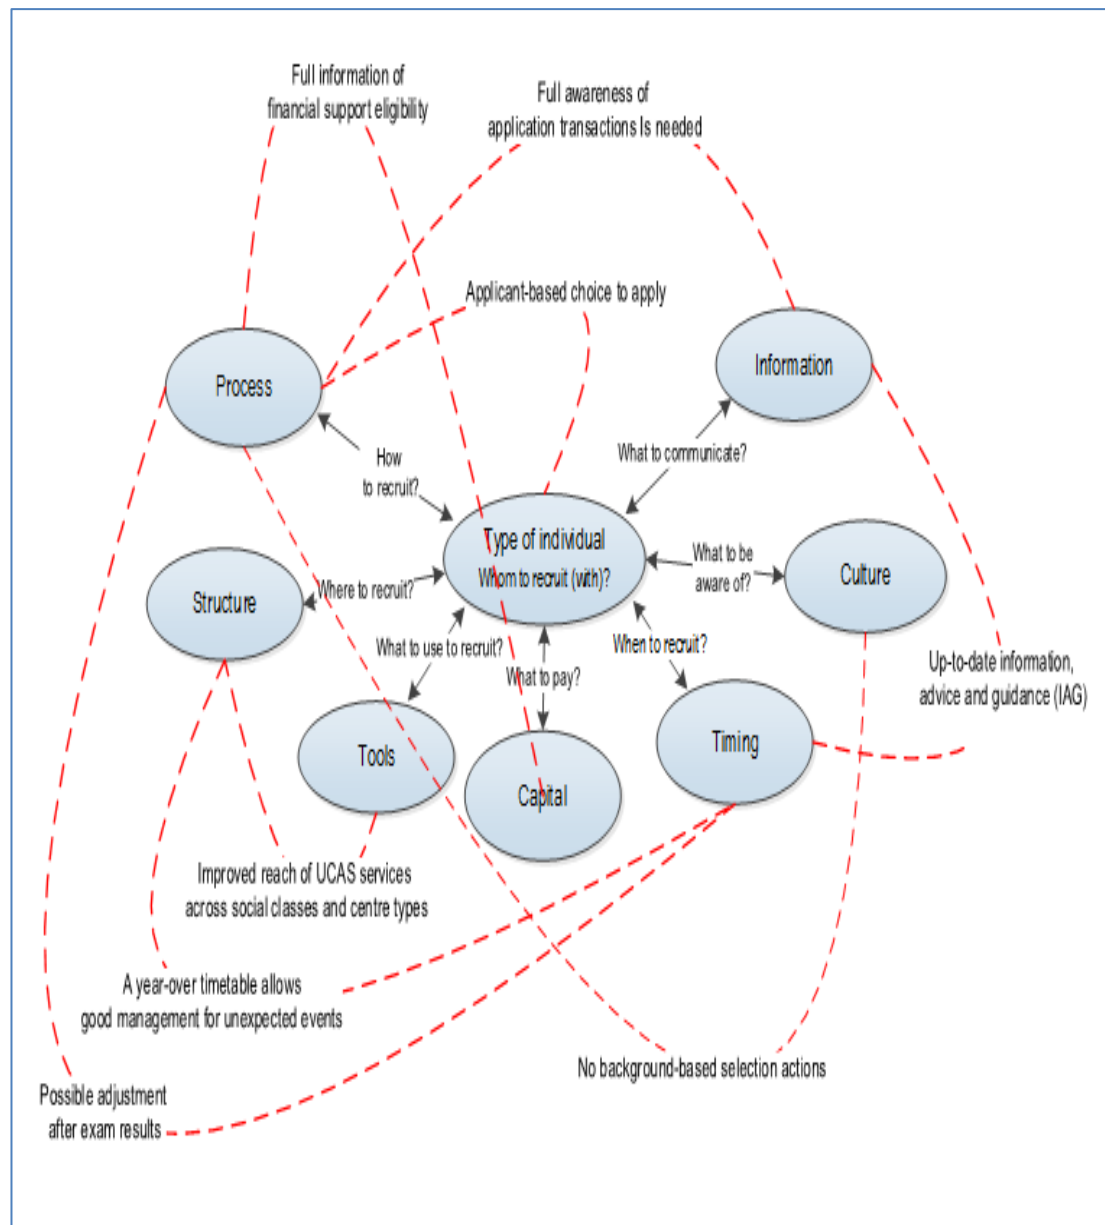 Full information of
financial support eligibility
Full awareness of
application transactions Is needed
Applicant-based choice to apply
Process
Information
How
to recruit?
What to communicate?
Type of individual
Whom to recruit (with)?
What to be
aware of?
Culture
Structure
Where to recruit?
What to use to recruit?
What to pay?
When to recruit?
Up-to-date information,
advice and guidance (IAG)
Tools
Capital
Timing
Improved reach of UCAS services
across social classes and centre types
A year-over timetable allows
good management for unexpected events
No background-based selection actions
Possible adjustment
after exam results